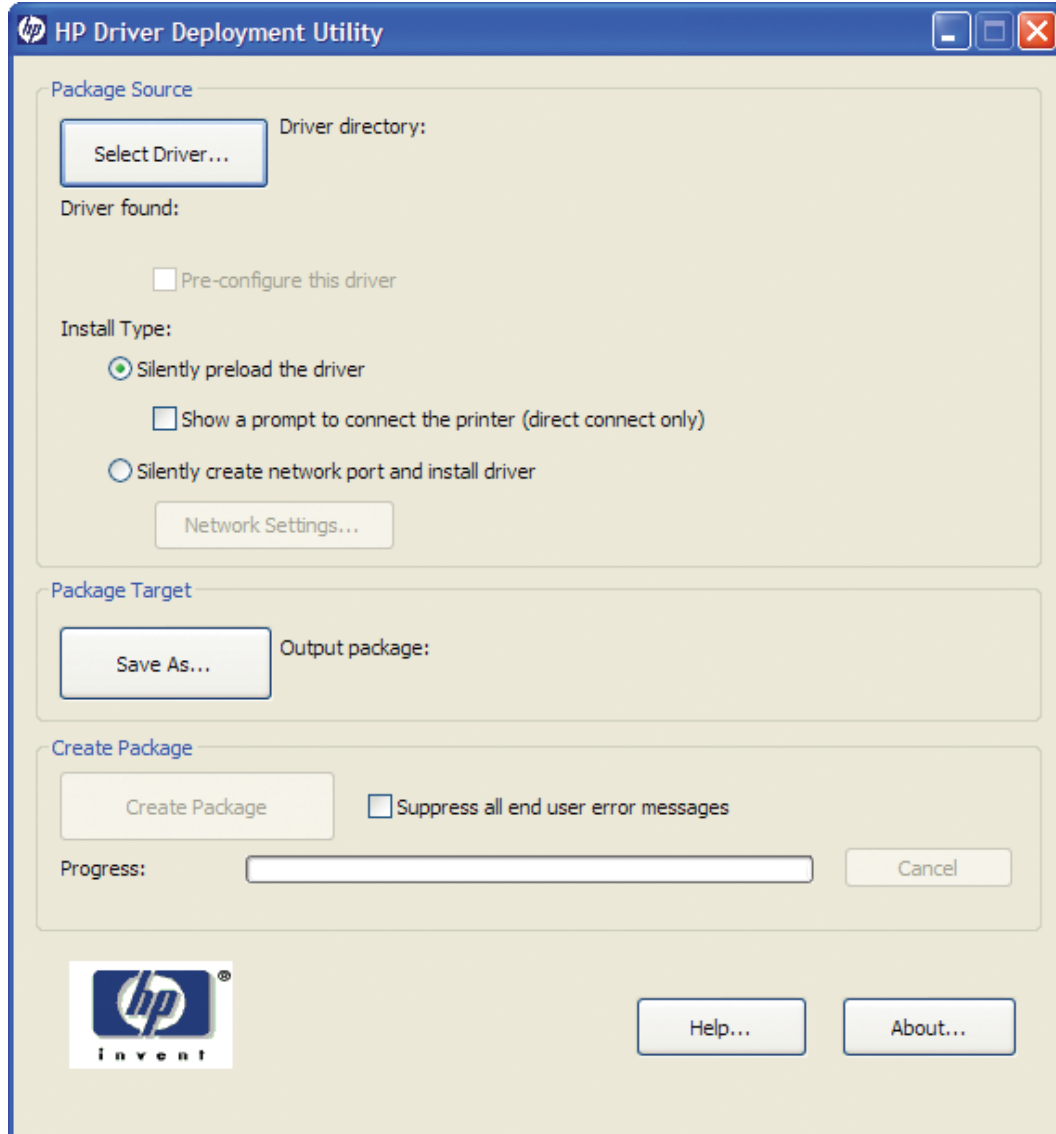 HP Driver Deployment Utility
Package Source
Select Driver...
Driver directory:
Driver found:
Pre-configure this driver
Install Type:
Silently preload the driver
Show a prompt to connect the printer (direct connect only)
Silently create network port and install driver
Network Settings...
Package Target
Save As...
Output package:
Create Package
Create Package
Suppress all end user error messages
Progress:
Cancel
hp ®
invent
Help...
About...